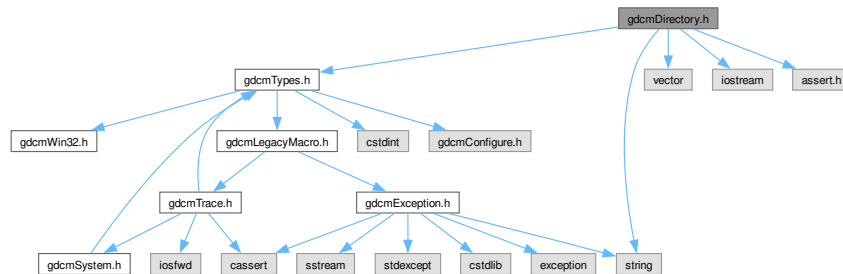 gdcmDirectory.h
gdcmTypes.h
vector
iostream
assert.h
gdcmWin32.h
gdcmLegacyMacro.h
cstdint
gdcmConfigure.h
gdcmTrace.h
gdcmException.h
gdcmSystem.h
iosfwd
cassert
sstream
stdexcept
cstdlib
exception
string